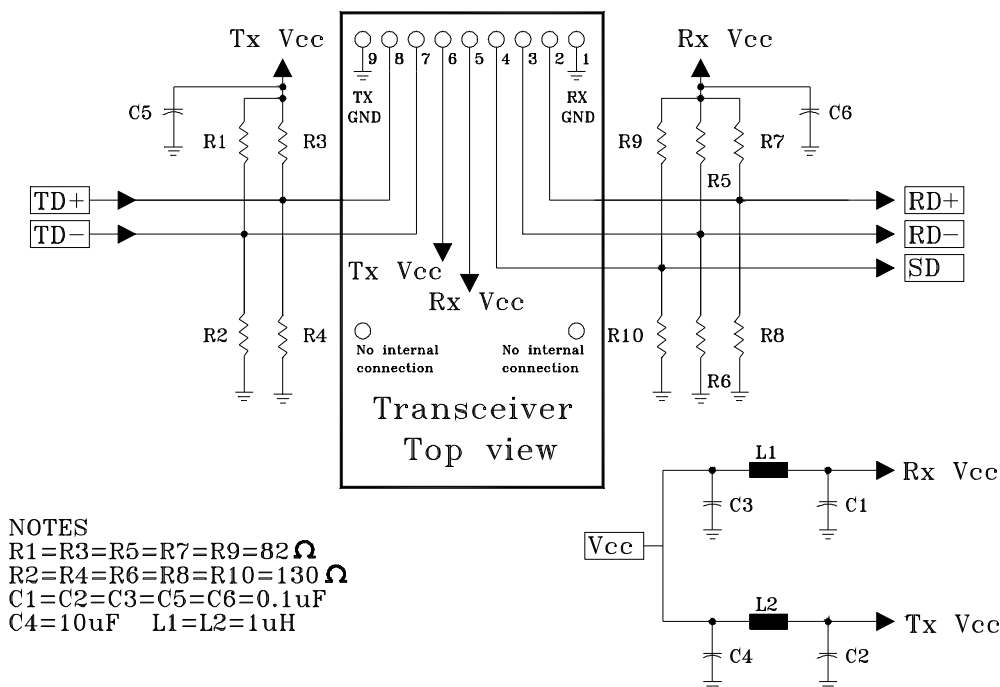 Tx Vcc
Rx Vcc
9 8 7 6 5 4 3 2 1
TX
GND
RX
GND
C5
R1
R3
R9
R7
C6
R5
TD+
RD+
TD-
RD-
SD
Tx Vcc
Rx Vcc
R2
R4
R10
R8
R6
No internal
connection
No internal
connection
Transceiver
Top view
L1
Rx Vcc
C3
C1
Vcc
L2
Tx Vcc
C4
C2
NOTES
R1=R3=R5=R7=R9=82Ω
R2=R4=R6=R8=R10=130Ω
C1=C2=C3=C5=C6=0.1uF
C4=10uF L1=L2=1uH